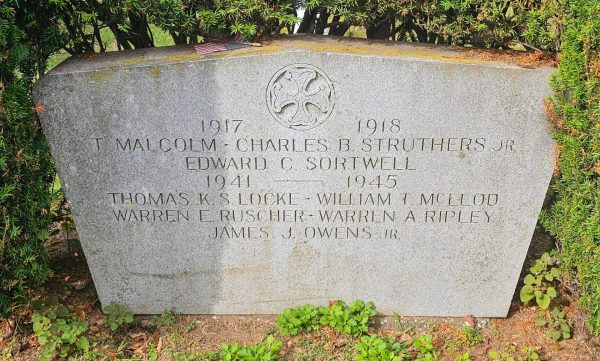 1917 1918
T. MALCOLM - CHARLES B. STRUTHERS JR.
EDWARD C. SORTWELL
1941 — 1945
THOMAS K. S. LOCKE - WILLIAM T. MCLEOD
WARREN E. RUSCHER - WARREN A. RIPLEY
JAMES J. OWENS JR.